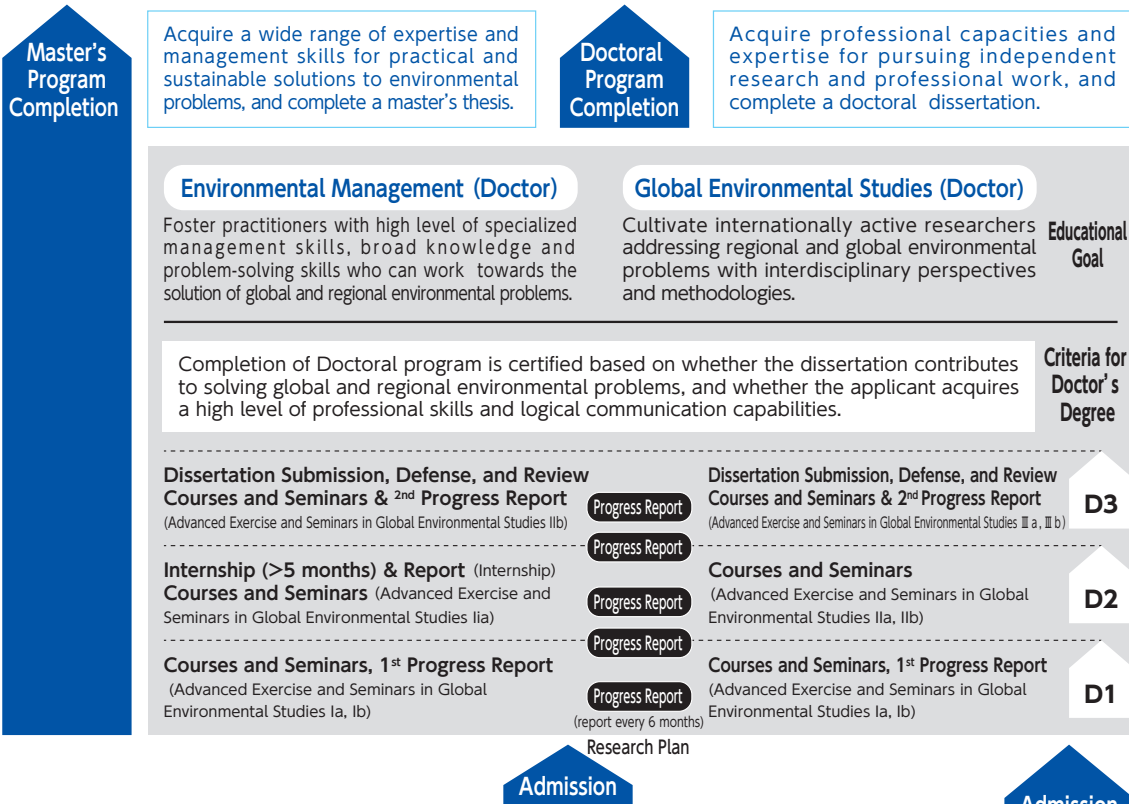 Master's
Program
Completion
Acquire a wide range of expertise and
management skills for practical and
sustainable solutions to environmental
problems, and complete a master's thesis.
Doctoral
Program
Completion
Acquire professional capacities and
expertise for pursuing independent
research and professional work, and
complete a doctoral dissertation.
Environmental Management (Doctor)
Foster practitioners with high level of specialized
management skills, broad knowledge and
problem-solving skills who can work towards the
solution of global and regional environmental problems.
Global Environmental Studies (Doctor)
Cultivate internationally active researchers
addressing regional and global environmental
problems with interdisciplinary perspectives
and methodologies.
Educational
Goal
Completion of Doctoral program is certified based on whether the dissertation contributes
to solving global and regional environmental problems, and whether the applicant acquires
a high level of professional skills and logical communication capabilities.
Criteria for
Doctor's
Degree
Dissertation Submission, Defense, and Review
Courses and Seminars & 2nd Progress Report
(Advanced Exercise and Seminars in Global Environmental Studies IIb)
Progress Report
Dissertation Submission, Defense, and Review
Courses and Seminars & 2nd Progress Report
(Advanced Exercise and Seminars in Global Environmental Studies Ⅲa, Ⅲb)
D3
Progress Report
Internship (>5 months) & Report (Internship)
Courses and Seminars (Advanced Exercise and
Seminars in Global Environmental Studies Iia)
Progress Report
Courses and Seminars
(Advanced Exercise and Seminars in Global
Environmental Studies IIa, IIb)
D2
Progress Report
Courses and Seminars, 1st Progress Report
(Advanced Exercise and Seminars in Global
Environmental Studies Ia, Ib)
Progress Report
(report every 6 months)
Courses and Seminars, 1st Progress Report
(Advanced Exercise and Seminars in Global
Environmental Studies Ia, Ib)
D1
Research Plan
Admission
Admission